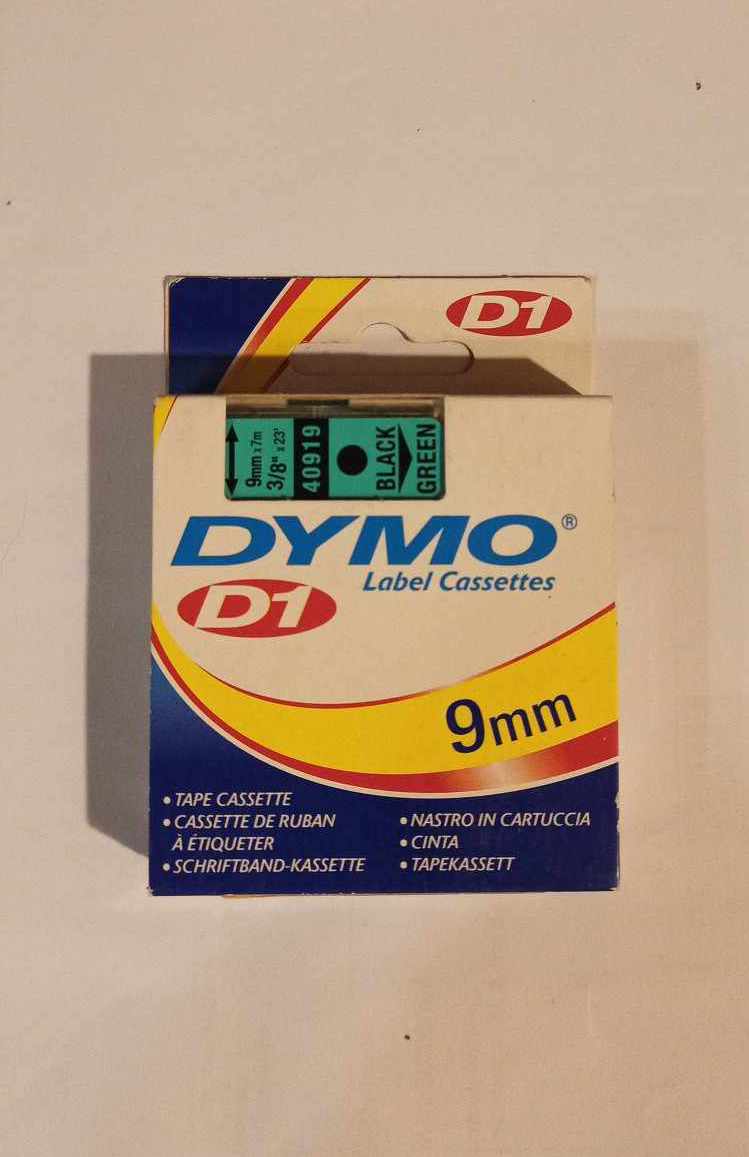 D1
9mm x 7m
3/8" x 23'
40919
BLACK
GREEN
DYMO®
Label Cassettes
D1
9mm
• TAPE CASSETTE
• CASSETTE DE RUBAN
À ÉTIQUETER
• SCHRIFTBAND-KASSETTE
• NASTRO IN CARTUCCIA
• CINTA
• TAPEKASSETT